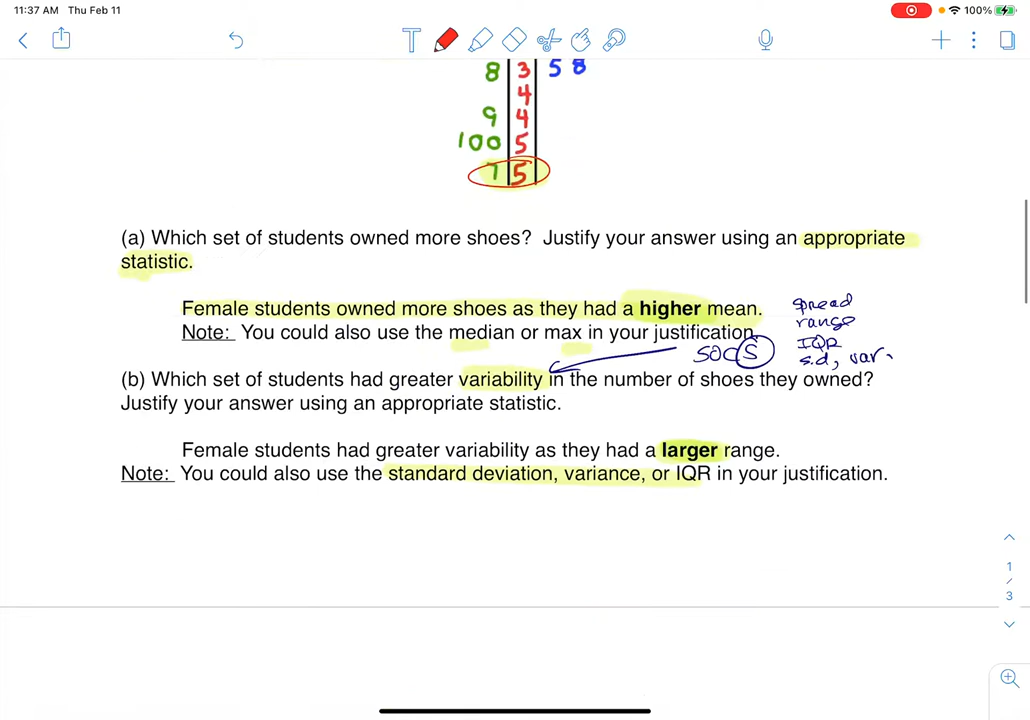 11:37 AM Thu Feb 11
100%
8 3 5 8
4
9 4
100 5
7 5
(a) Which set of students owned more shoes? Justify your answer using an appropriate
statistic.
Female students owned more shoes as they had a higher mean.
Note: You could also use the median or max in your justification.
spread
range
IQR
s.d, var
SOCS
(b) Which set of students had greater variability in the number of shoes they owned?
Justify your answer using an appropriate statistic.
Female students had greater variability as they had a larger range.
Note: You could also use the standard deviation, variance, or IQR in your justification.
1
/
3